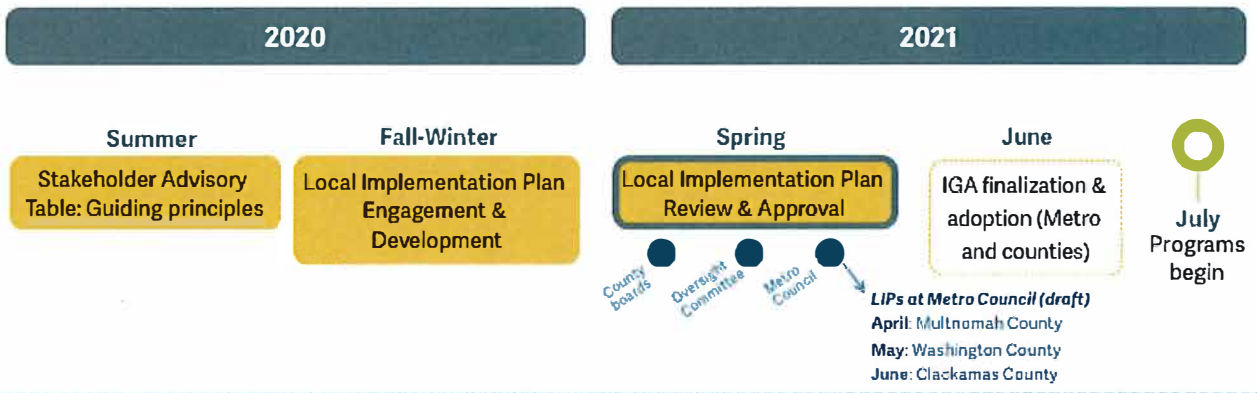 2020
2021
Summer
Stakeholder Advisory
Table: Guiding principles
Fall-Winter
Local Implementation Plan
Engagement &
Development
Spring
Local Implementation Plan
Review & Approval
County
boards
Oversight
Committee
Metro
Council
LIPs at Metro Council (draft)
April: Multnomah County
May: Washington County
June: Clackamas County
June
IGA finalization &
adoption (Metro
and counties)
July
Programs
begin